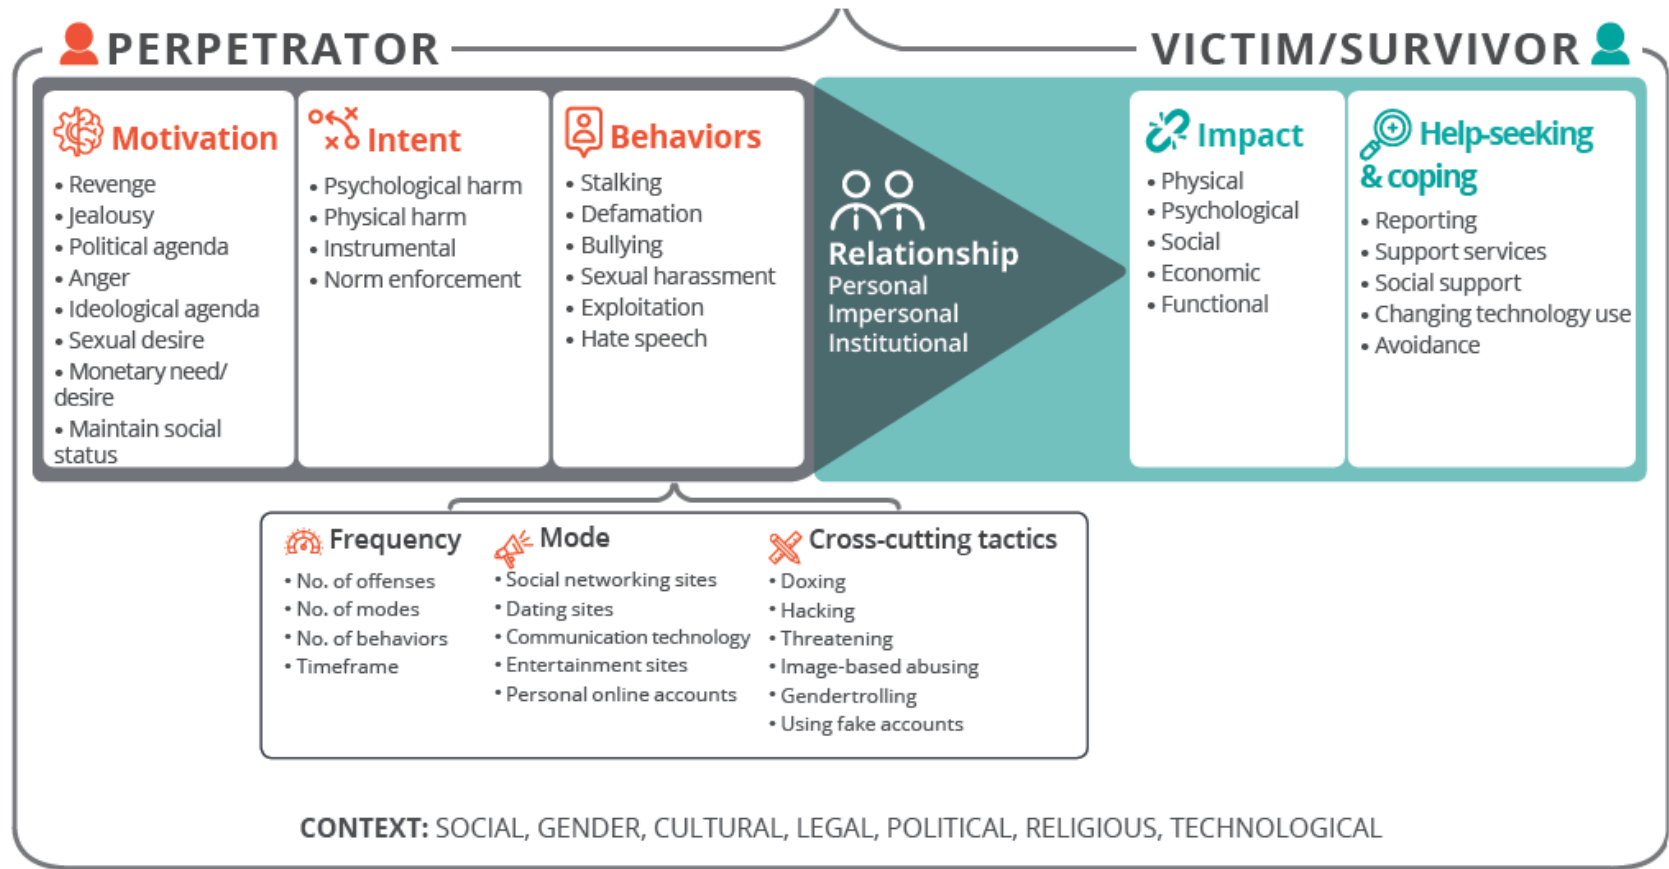 PERPETRATOR
VICTIM/SURVIVOR
Motivation
• Revenge
• Jealousy
• Political agenda
• Anger
• Ideological agenda
• Sexual desire
• Monetary need/
desire
• Maintain social
status
Intent
• Psychological harm
• Physical harm
• Instrumental
• Norm enforcement
Behaviors
• Stalking
• Defamation
• Bullying
• Sexual harassment
• Exploitation
• Hate speech
Relationship
Personal
Impersonal
Institutional
Impact
• Physical
• Psychological
• Social
• Economic
• Functional
Help-seeking
& coping
• Reporting
• Support services
• Social support
• Changing technology use
• Avoidance
Frequency
• No. of offenses
• No. of modes
• No. of behaviors
• Timeframe
Mode
• Social networking sites
• Dating sites
• Communication technology
• Entertainment sites
• Personal online accounts
Cross-cutting tactics
• Doxing
• Hacking
• Threatening
• Image-based abusing
• Gendertrolling
• Using fake accounts
CONTEXT: SOCIAL, GENDER, CULTURAL, LEGAL, POLITICAL, RELIGIOUS, TECHNOLOGICAL